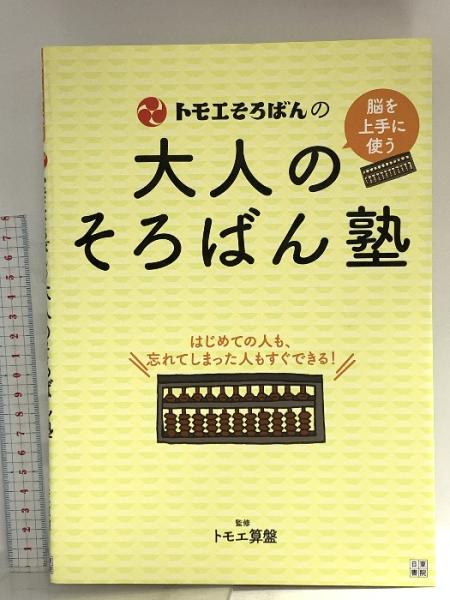 トモエそろばんの
大人の
そろばん塾
脳を
上手に
使う
はじめての人も、
忘れてしまった人もすぐできる!
監修
トモエ算盤
日東書院